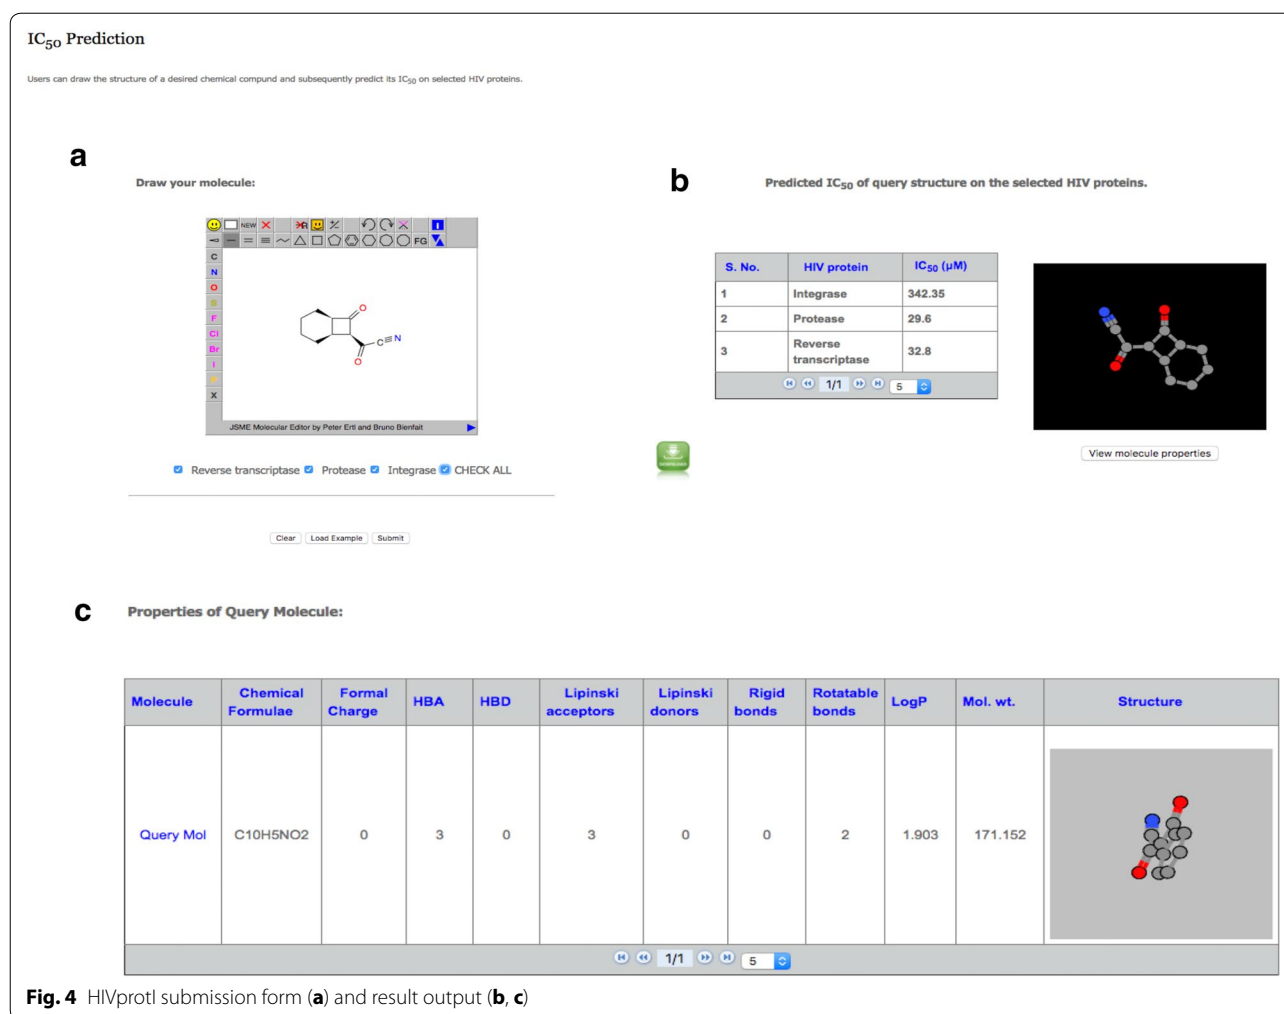 IC50 Prediction
Users can draw the structure of a desired chemical compund and subsequently predict its IC50 on selected HIV proteins.
a
Draw your molecule:
NEW
R
FG
C
N
O
S
F
Cl
Br
I
P
X
O
C≡N
O
JSME Molecular Editor by Peter Ertl and Bruno Bienfait
Reverse transcriptase Protease Integrase CHECK ALL
Clear Load Example Submit
b
Predicted IC50 of query structure on the selected HIV proteins.
S. No. HIV protein IC50 (µM)
1 Integrase 342.35
2 Protease 29.6
3 Reverse transcriptase 32.8
1/1 5
DOWNLOAD
View molecule properties
c
Properties of Query Molecule:
Molecule Chemical Formulae Formal Charge HBA HBD Lipinski acceptors Lipinski donors Rigid bonds Rotatable bonds LogP Mol. wt. Structure
Query Mol C10H5NO2 0 3 0 3 0 0 2 1.903 171.152
1/1 5
Fig. 4 HIVprotI submission form (a) and result output (b, c)